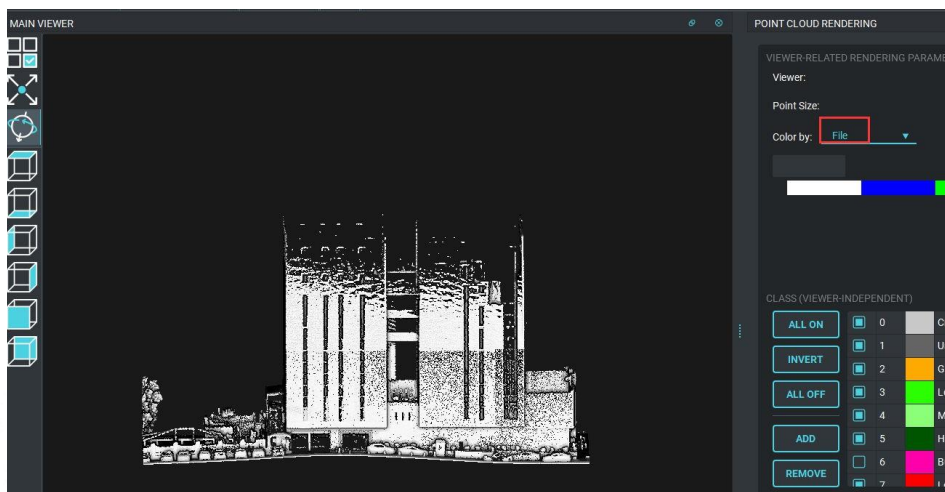 MAIN VIEWER
POINT CLOUD RENDERING
VIEWER-RELATED RENDERING PARAME
Viewer:
Point Size:
Color by: File
CLASS (VIEWER-INDEPENDENT)
ALL ON
INVERT
ALL OFF
ADD
REMOVE
0 C
1 U
2 G
3 Le
4 M
5 H
6 B
7 L